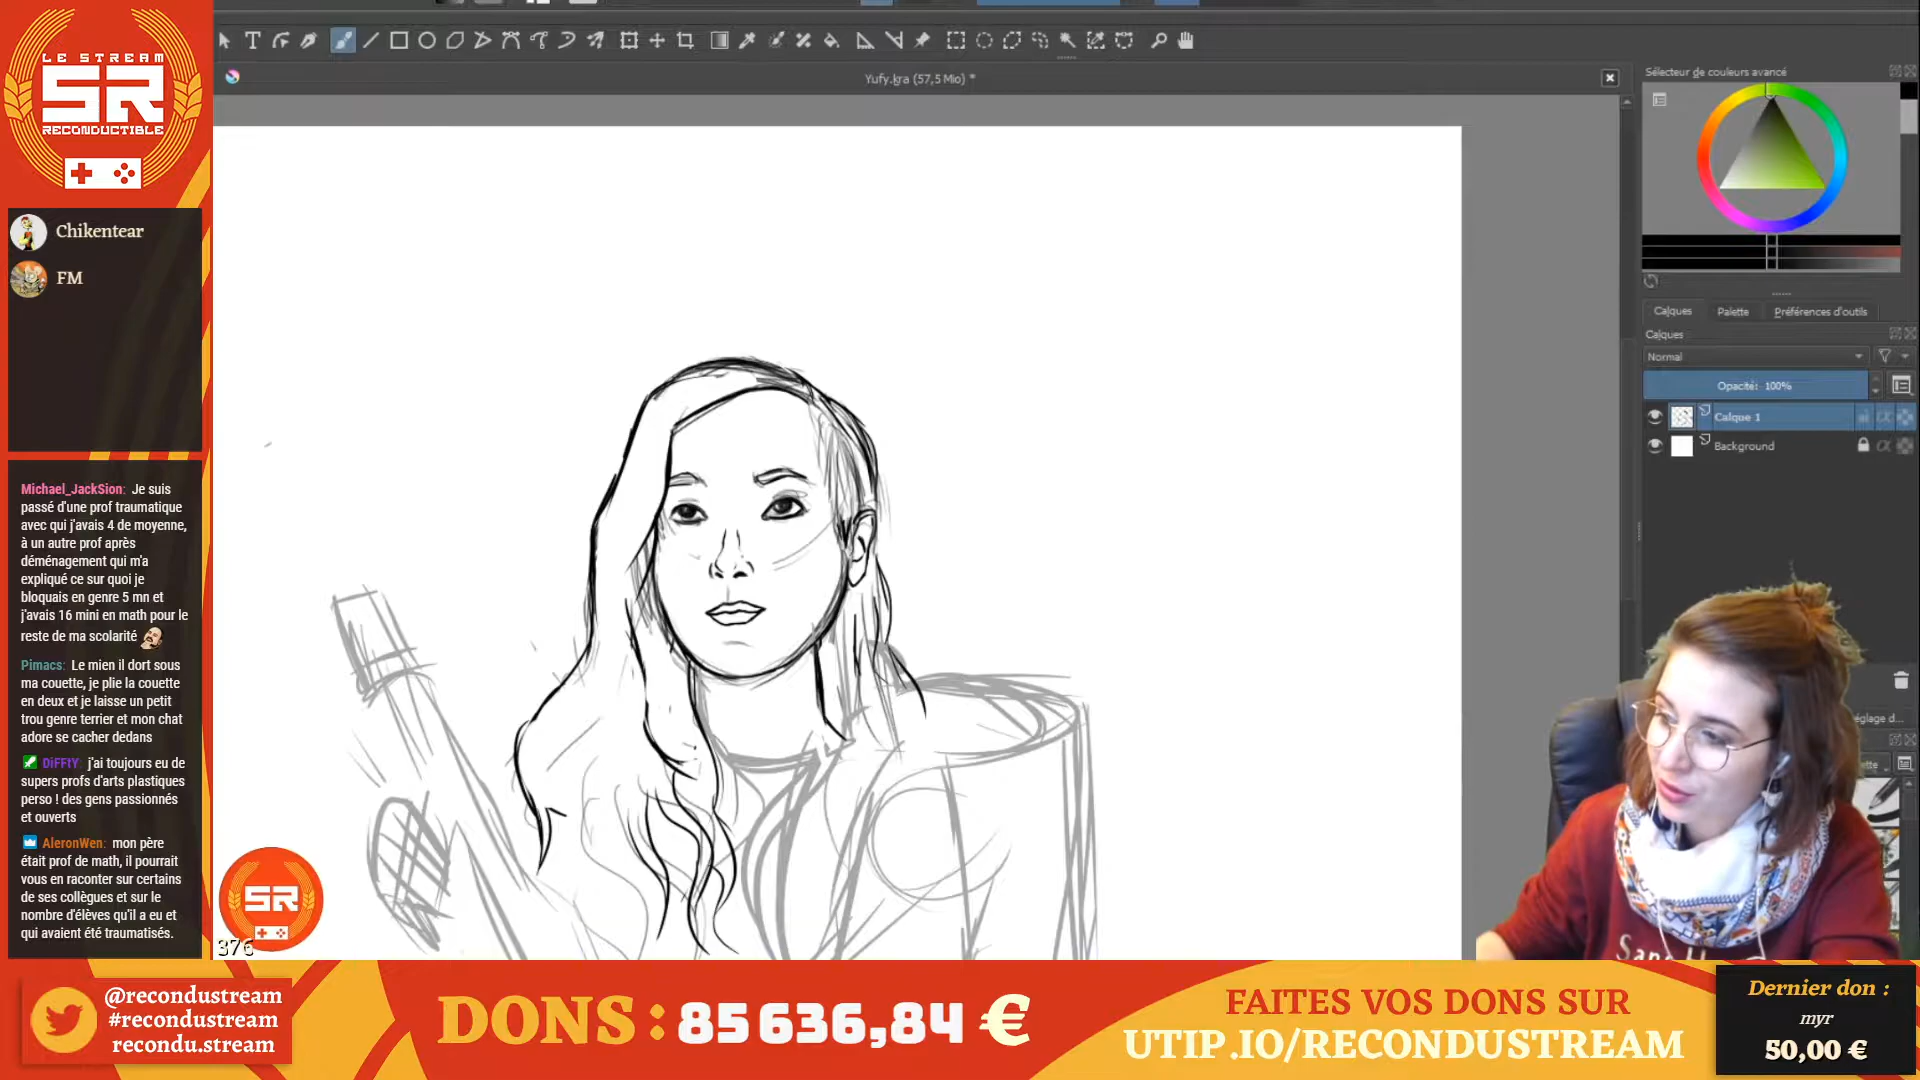 LE STREAM
SR
RECONDUCTIBLE
Chikentear
FM
Michael_JackSion: Je suis
passé d'une prof traumatique
avec qui j'avais 4 de moyenne,
à un autre prof après
déménagement qui m'a
expliqué ce sur quoi je
bloquais en genre 5 mn et
j'avais 16 mini en math pour le
reste de ma scolarité
Pimacs: Le mien il dort sous
ma couette, je plie la couette
en deux et je laisse un petit
trou genre terrier et mon chat
adore se cacher dedans
DiFFtY: j'ai toujours eu de
supers profs d'arts plastiques
perso ! des gens passionnés
et ouverts
AleronWen: mon père
était prof de math, il pourrait
vous en raconter sur certains
de ses collègues et sur le
nombre d'élèves qu'il a eu et
qui avaient été traumatisés.
Yufy.kra (57,5 Mio) *
Sélecteur de couleurs avancé
Calques
Palette
Préférences d'outils
Calques
Normal
Opacité: 100%
Calque 1
Background
églage d...
SR
376
@recondustream
#recondustream
recondu.stream
DONS : 85 636,84 €
FAITES VOS DONS SUR
UTIP.IO/RECONDUSTREAM
Dernier don :
myr
50,00 €